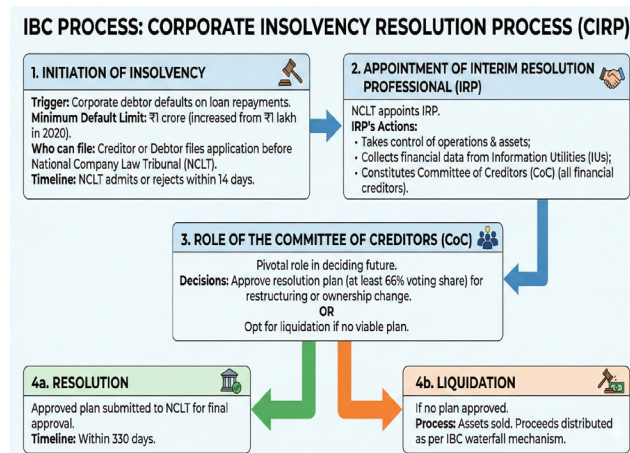 IBC PROCESS: CORPORATE INSOLVENCY RESOLUTION PROCESS (CIRP)
1. INITIATION OF INSOLVENCY
Trigger: Corporate debtor defaults on loan repayments.
Minimum Default Limit: ₹1 crore (increased from ₹1 lakh
in 2020).
Who can file: Creditor or Debtor files application before
National Company Law Tribunal (NCLT).
Timeline: NCLT admits or rejects within 14 days.
2. APPOINTMENT OF INTERIM RESOLUTION
PROFESSIONAL (IRP)
NCLT appoints IRP.
IRP's Actions:
• Takes control of operations & assets;
• Collects financial data from Information Utilities (IUs);
• Constitutes Committee of Creditors (CoC) (all financial
creditors).
3. ROLE OF THE COMMITTEE OF CREDITORS (CoC)
Pivotal role in deciding future.
Decisions: Approve resolution plan (at least 66% voting share) for
restructuring or ownership change.
OR
Opt for liquidation if no viable plan.
4a. RESOLUTION
Approved plan submitted to NCLT for final
approval.
Timeline: Within 330 days.
4b. LIQUIDATION
If no plan approved.
Process: Assets sold. Proceeds distributed
as per IBC waterfall mechanism.